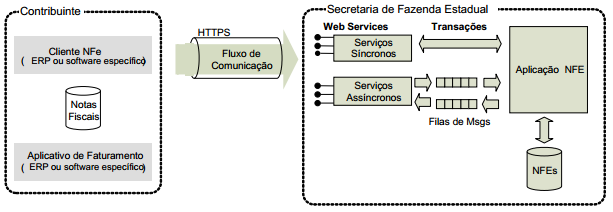 Contribuinte
Cliente NFe
( ERP ou software específico)
Notas
Fiscais
Aplicativo de Faturamento
( ERP ou software específico)
HTTPS
Fluxo de
Comunicação
Secretaria de Fazenda Estadual
Web Services
Transações
Serviços
Síncronos
Serviços
Assíncronos
Filas de Msgs
Aplicação NFE
NFEs